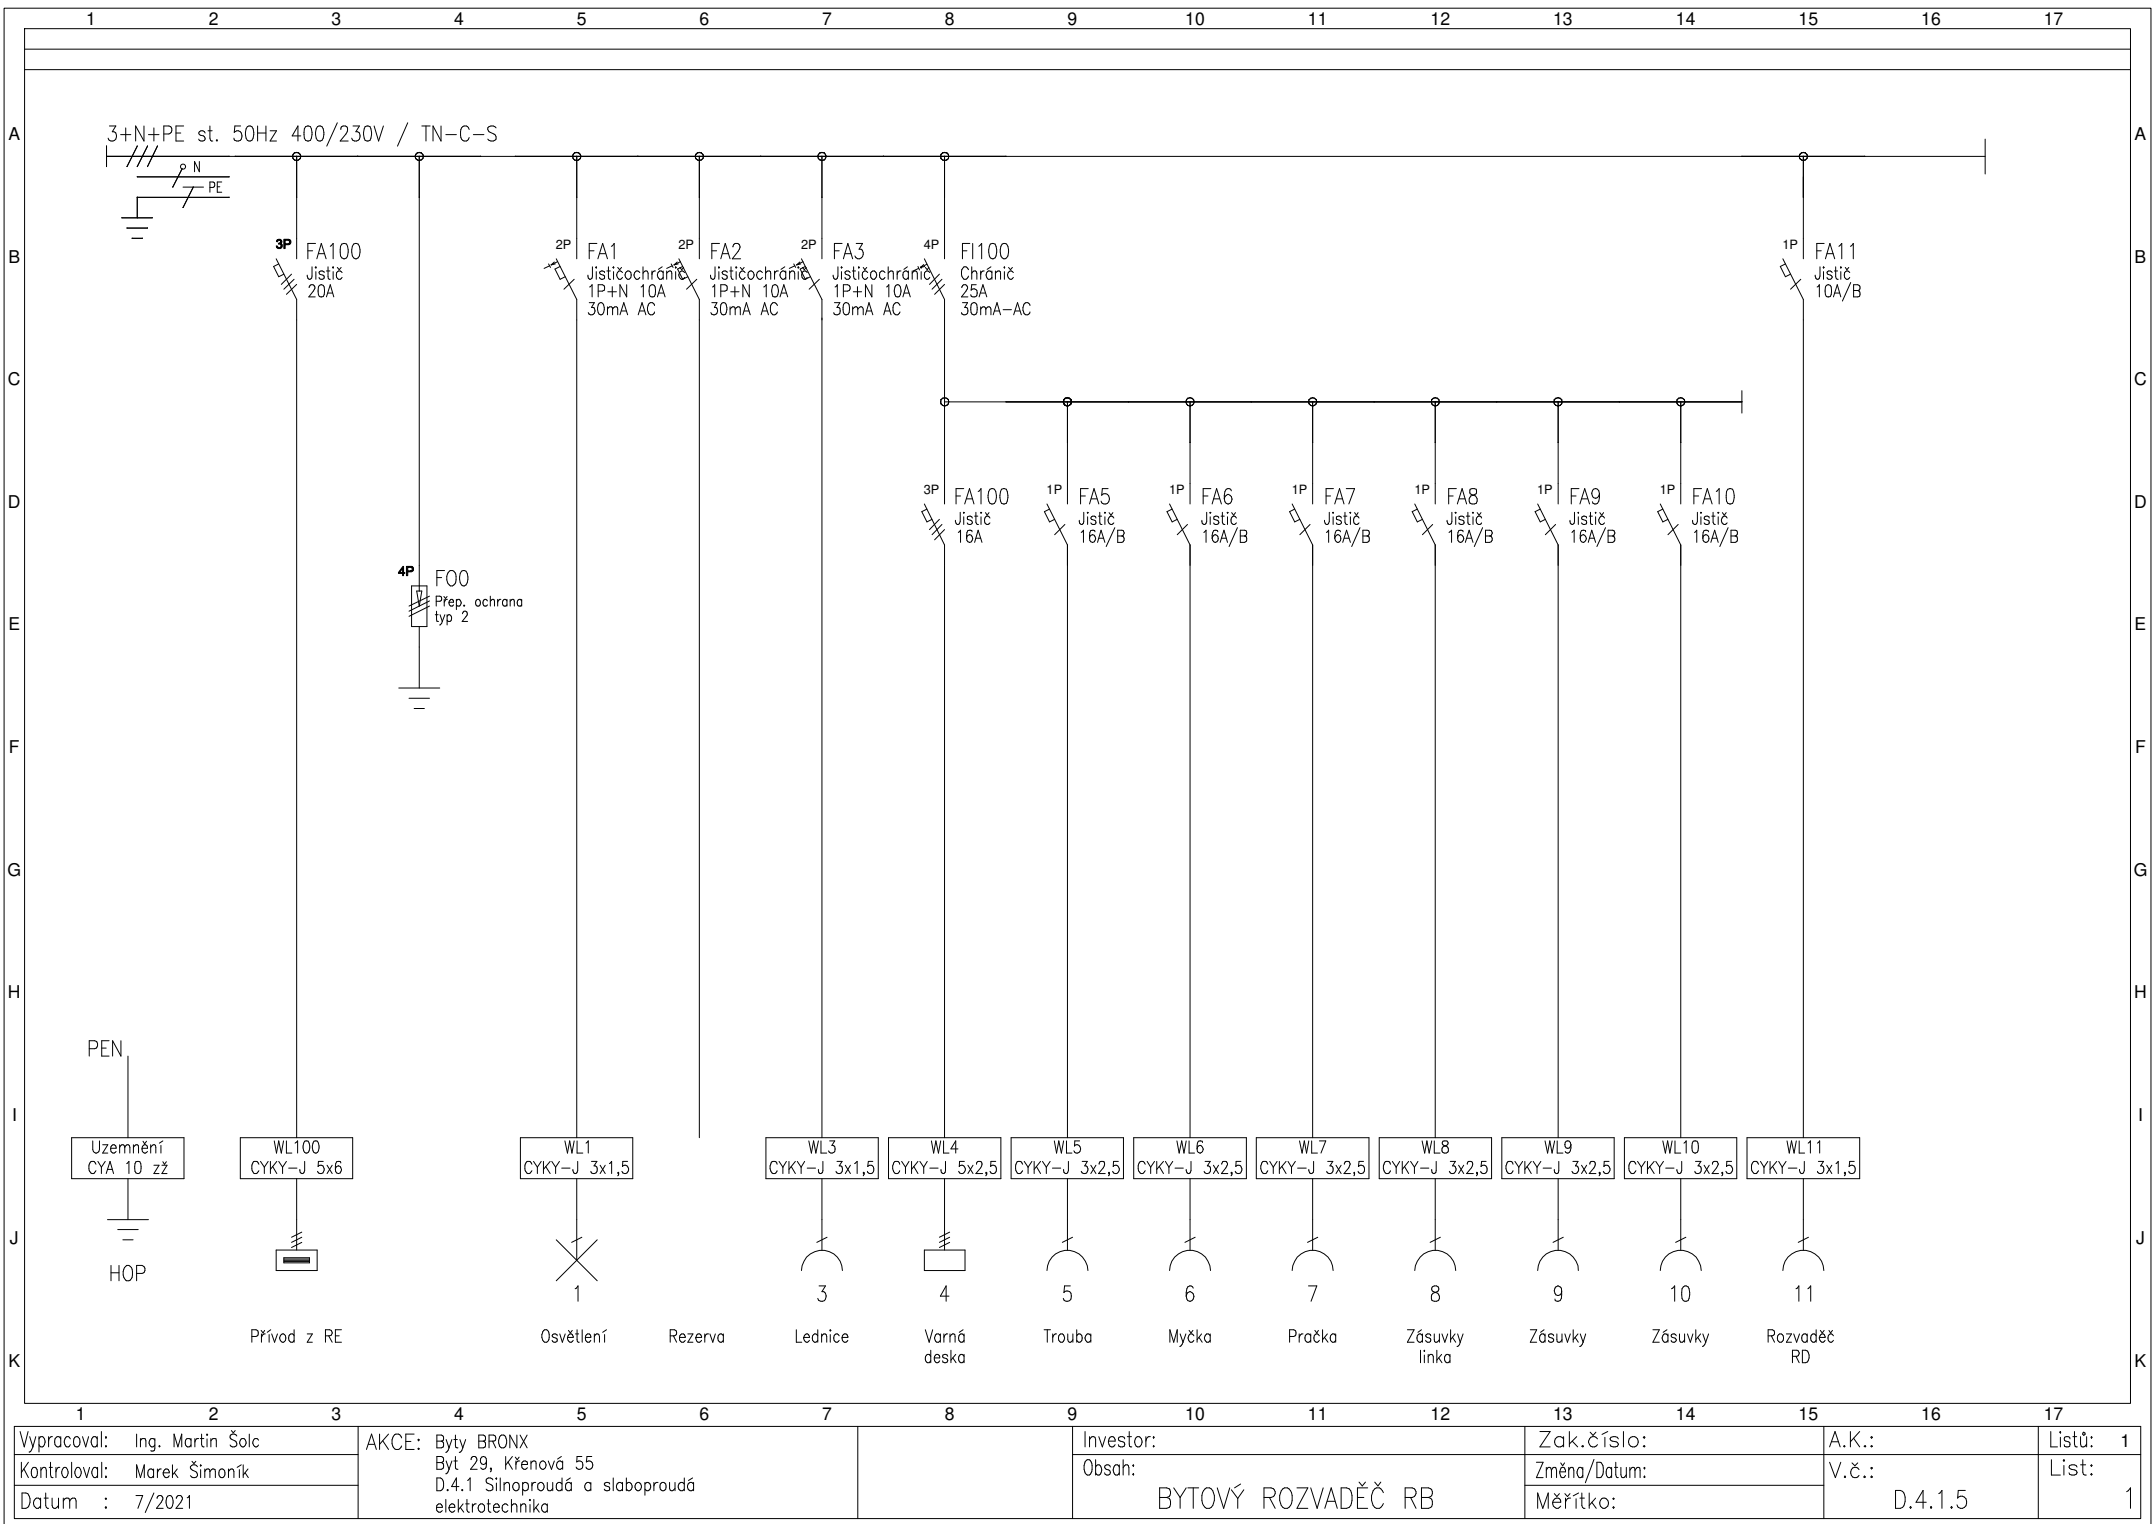 1 2 3 4 5 6 7 8 9 10 11 12 13 14 15 16 17
A A
3+N+PE st. 50Hz 400/230V / TN-C-S
N
PE
B B
3P FA100
Jistič
20A
2P FA1
Jističochránič
1P+N 10A
30mA AC
2P FA2
Jističochránič
1P+N 10A
30mA AC
2P FA3
Jističochránič
1P+N 10A
30mA AC
4P FI100
Chránič
25A
30mA-AC
1P FA11
Jistič
10A/B
C C
D D
3P FA100
Jistič
16A
1P FA5
Jistič
16A/B
1P FA6
Jistič
16A/B
1P FA7
Jistič
16A/B
1P FA8
Jistič
16A/B
1P FA9
Jistič
16A/B
1P FA10
Jistič
16A/B
4P FO0
Přep. ochrana
typ 2
E E
F F
G G
H H
PEN
I I
Uzemnění
CYA 10 zž
WL100
CYKY-J 5x6
WL1
CYKY-J 3x1,5
WL3
CYKY-J 3x1,5
WL4
CYKY-J 5x2,5
WL5
CYKY-J 3x2,5
WL6
CYKY-J 3x2,5
WL7
CYKY-J 3x2,5
WL8
CYKY-J 3x2,5
WL9
CYKY-J 3x2,5
WL10
CYKY-J 3x2,5
WL11
CYKY-J 3x1,5
J J
HOP
1 3 4 5 6 7 8 9 10 11
Přívod z RE
Osvětlení
Rezerva
Lednice
Varná
deska
Trouba
Myčka
Pračka
Zásuvky
linka
Zásuvky
Zásuvky
Rozvaděč
RD
K K
1 2 3 4 5 6 7 8 9 10 11 12 13 14 15 16 17
Vypracoval: Ing. Martin Šolc
Kontroloval: Marek Šimoník
Datum : 7/2021
AKCE: Byty BRONX
Byt 29, Křenová 55
D.4.1 Silnoproudá a slaboproudá
elektrotechnika
Investor:
Obsah:
BYTOVÝ ROZVADĚČ RB
Zak.číslo:
Změna/Datum:
Měřítko:
A.K.:
V.č.:
D.4.1.5
Listů: 1
List:
1